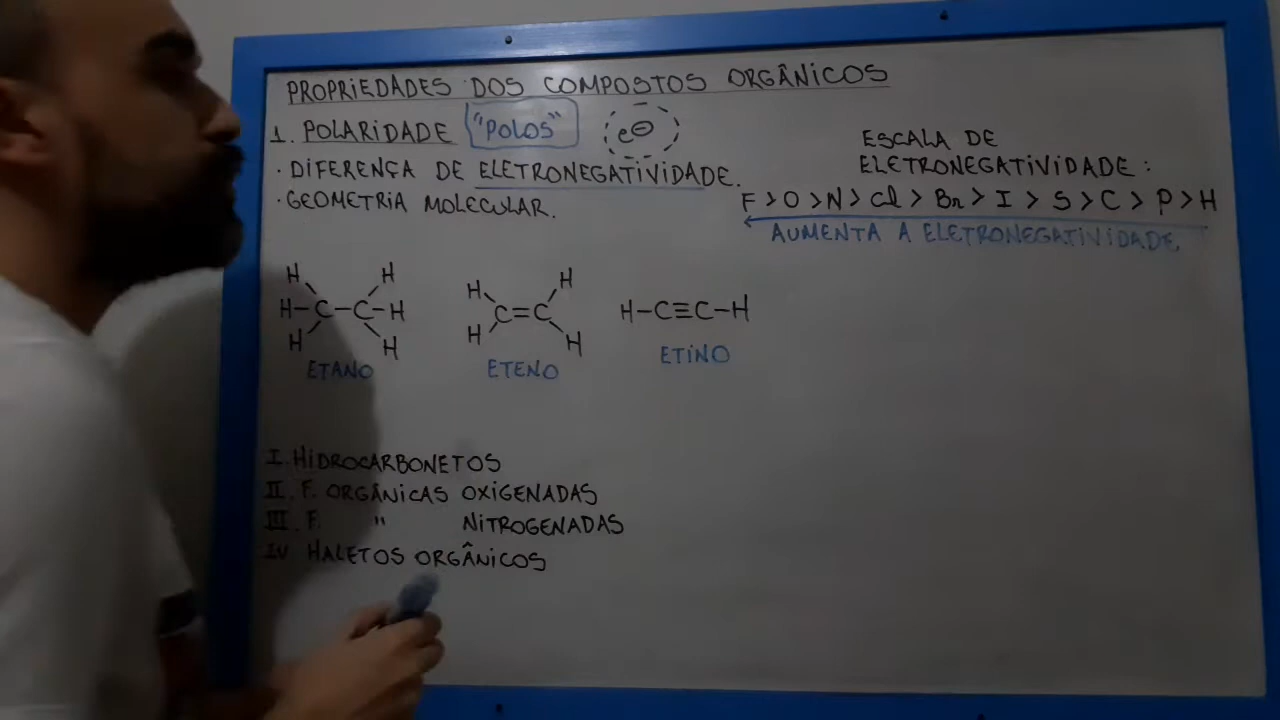 PROPRIEDADES DOS COMPOSTOS ORGÂNICOS
1. POLARIDADE "POLOS" e⊖
· DIFERENÇA DE ELETRONEGATIVIDADE.
· GEOMETRIA MOLECULAR.
ESCALA DE
ELETRONEGATIVIDADE:
F > O > N > Cl > Br > I > S > C > P > H
AUMENTA A ELETRONEGATIVIDADE
H H
H-C-C-H
H H
ETANO
H H
C=C
H H
ETENO
H-C≡C-H
ETINO
I. HIDROCARBONETOS
II. F. ORGÂNICAS OXIGENADAS
III. F. " NITROGENADAS
IV HALETOS ORGÂNICOS